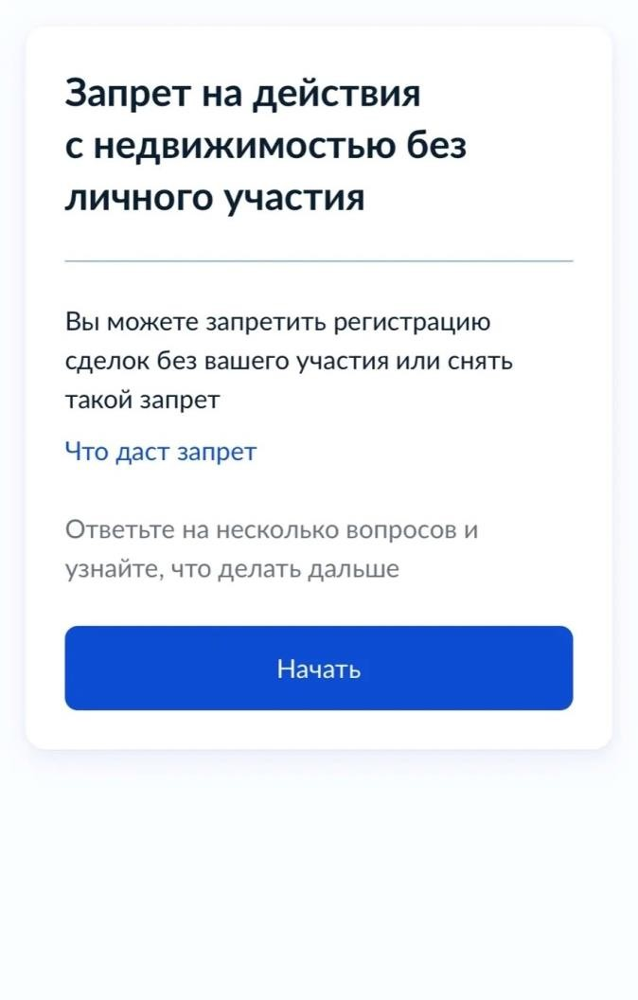 Запрет на действия
с недвижимостью без
личного участия
Вы можете запретить регистрацию
сделок без вашего участия или снять
такой запрет
Что даст запрет
Ответьте на несколько вопросов и
узнайте, что делать дальше
Начать